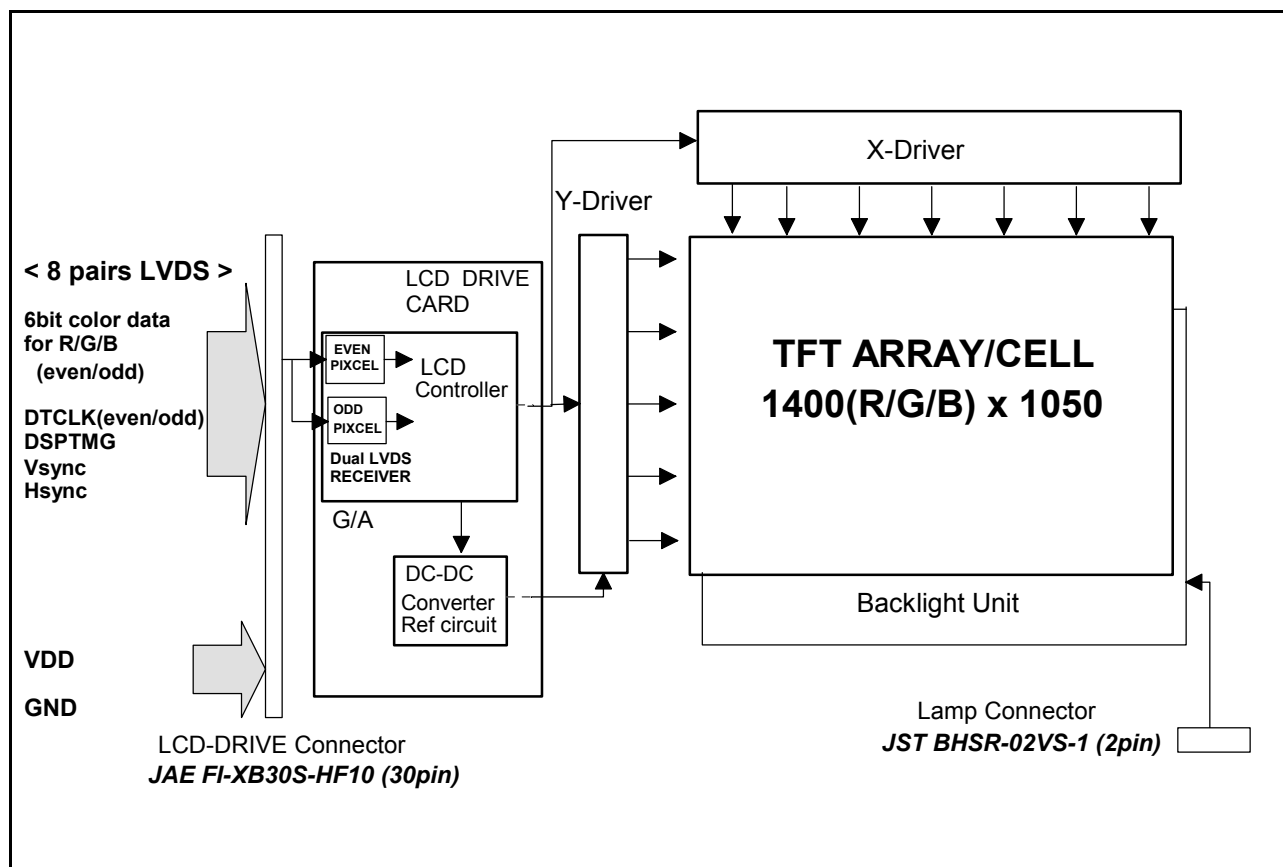 X-Driver
Y-Driver
< 8 pairs LVDS >
6bit color data
for R/G/B
(even/odd)
DTCLK(even/odd)
DSPTMG
Vsync
Hsync
VDD
GND
LCD DRIVE
CARD
EVEN
PIXCEL
LCD
Controller
ODD
PIXCEL
Dual LVDS
RECEIVER
G/A
DC-DC
Converter
Ref circuit
TFT ARRAY/CELL
1400(R/G/B) x 1050
Backlight Unit
LCD-DRIVE Connector
JAE FI-XB30S-HF10 (30pin)
Lamp Connector
JST BHSR-02VS-1 (2pin)